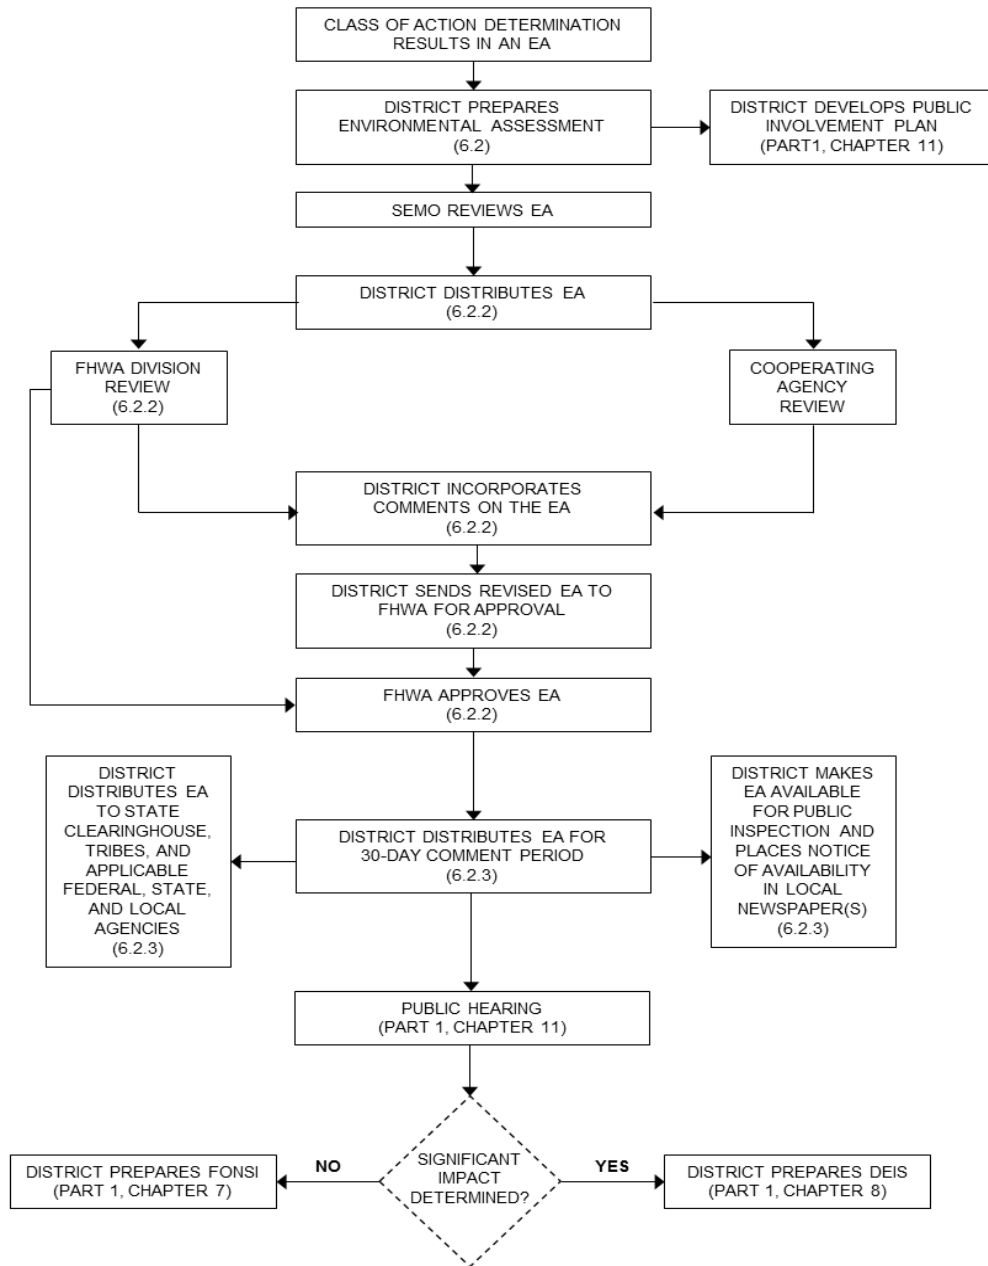 CLASS OF ACTION DETERMINATION
RESULTS IN AN EA
DISTRICT PREPARES
ENVIRONMENTAL ASSESSMENT
(6.2)
DISTRICT DEVELOPS PUBLIC
INVOLVEMENT PLAN
(PART1, CHAPTER 11)
SEMO REVIEWS EA
DISTRICT DISTRIBUTES EA
(6.2.2)
FHWA DIVISION
REVIEW
(6.2.2)
COOPERATING
AGENCY
REVIEW
DISTRICT INCORPORATES
COMMENTS ON THE EA
(6.2.2)
DISTRICT SENDS REVISED EA TO
FHWA FOR APPROVAL
(6.2.2)
FHWA APPROVES EA
(6.2.2)
DISTRICT
DISTRIBUTES EA
TO STATE
CLEARINGHOUSE,
TRIBES, AND
APPLICABLE
FEDERAL, STATE,
AND LOCAL
AGENCIES
(6.2.3)
DISTRICT DISTRIBUTES EA FOR
30-DAY COMMENT PERIOD
(6.2.3)
DISTRICT MAKES
EA AVAILABLE
FOR PUBLIC
INSPECTION AND
PLACES NOTICE
OF AVAILABILITY
IN LOCAL
NEWSPAPER(S)
(6.2.3)
PUBLIC HEARING
(PART 1, CHAPTER 11)
SIGNIFICANT
IMPACT
DETERMINED?
NO
YES
DISTRICT PREPARES FONSI
(PART 1, CHAPTER 7)
DISTRICT PREPARES DEIS
(PART 1, CHAPTER 8)